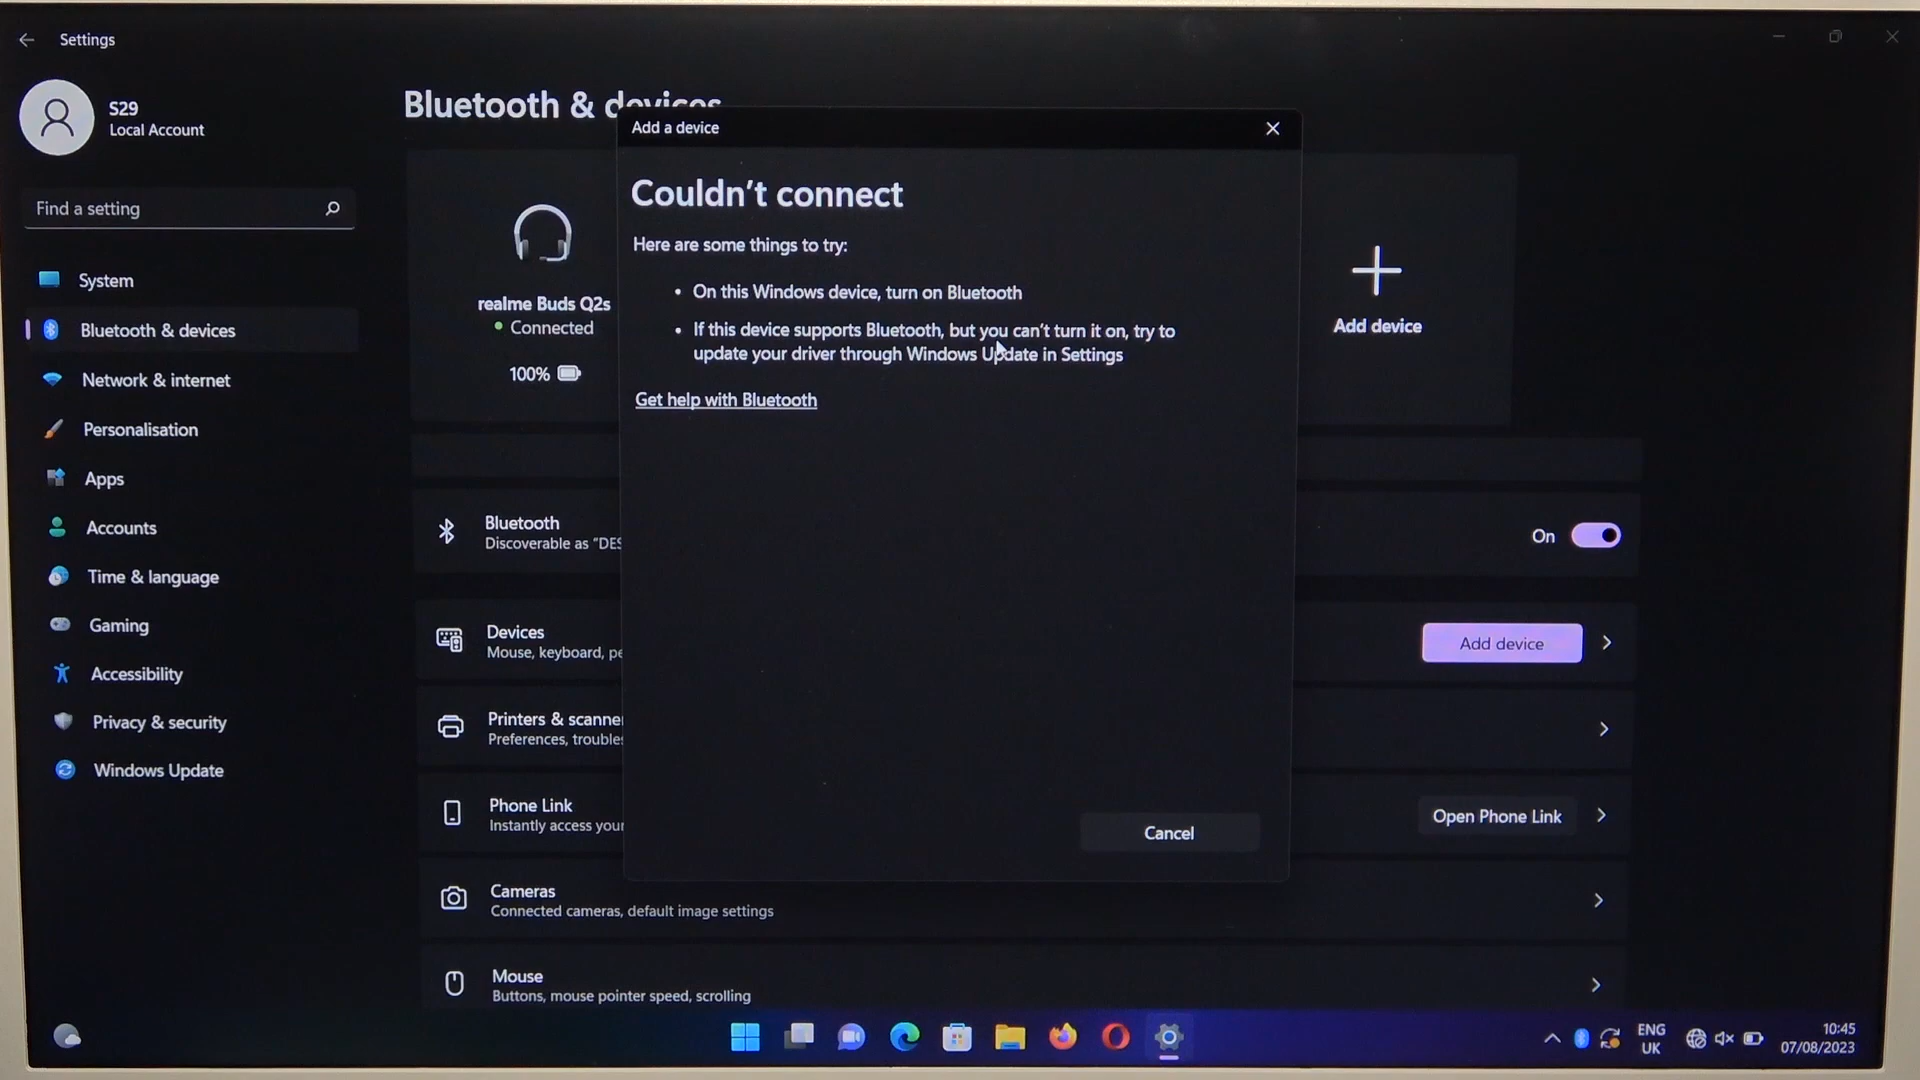 Settings
S29
Local Account
Find a setting
System
Bluetooth & devices
Network & internet
Personalisation
Apps
Accounts
Time & language
Gaming
Accessibility
Privacy & security
Windows Update
Bluetooth & devices
realme Buds Q2s
Connected
100%
Add a device
Couldn't connect
Here are some things to try:
• On this Windows device, turn on Bluetooth
• If this device supports Bluetooth, but you can't turn it on, try to
update your driver through Windows Update in Settings
Get help with Bluetooth
Cancel
Add device
Bluetooth
Discoverable as "DES
On
Devices
Mouse, keyboard, pe
Add device
Printers & scanne
Preferences, trouble
Phone Link
Instantly access your
Open Phone Link
Cameras
Connected cameras, default image settings
Mouse
Buttons, mouse pointer speed, scrolling
ENG
UK
10:45
07/08/2023